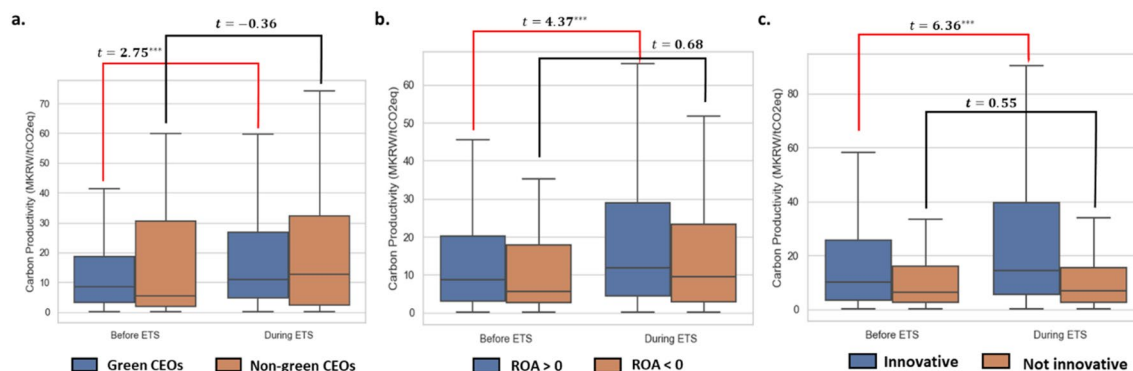 a.
t = −0.36
t = 2.75***
Carbon Productivity (MKRW/tCO2eq)
70
60
50
40
30
20
10
0
Before ETS
During ETS
Green CEOs
Non-green CEOs
b.
t = 4.37***
t = 0.68
Carbon Productivity (MKRW/tCO2eq)
60
50
40
30
20
10
0
Before ETS
During ETS
ROA > 0
ROA < 0
c.
t = 6.36***
t = 0.55
Carbon Productivity (MKRW/tCO2eq)
80
60
40
20
0
Before ETS
During ETS
Innovative
Not innovative